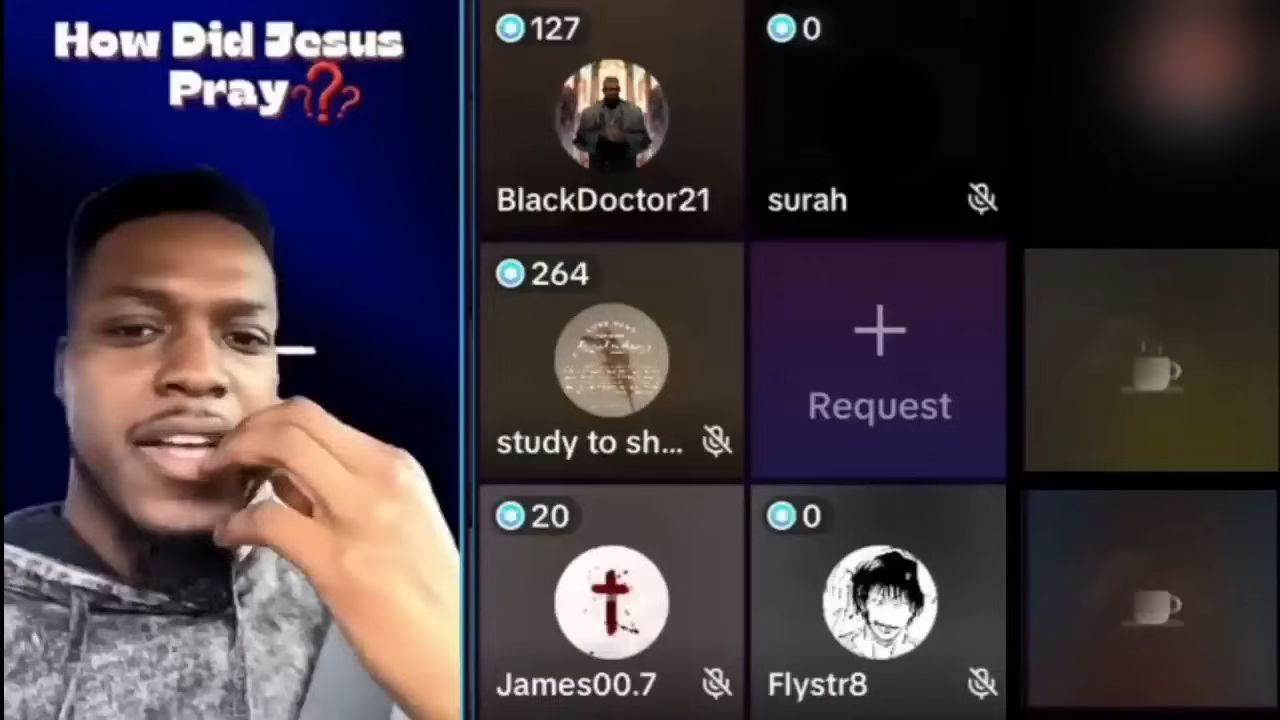 How Did Jesus
Pray???
127
BlackDoctor21
0
surah
264
study to sh...
Request
20
James00.7
0
Flystr8